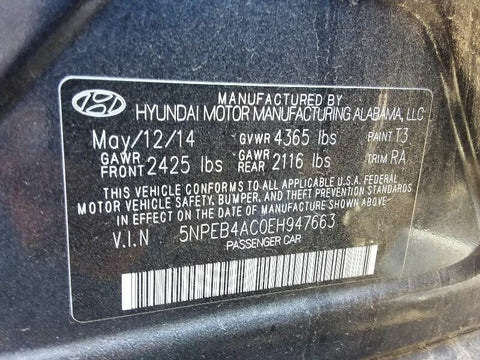 MANUFACTURED BY
HYUNDAI MOTOR MANUFACTURING ALABAMA, LLC
May/12/14 GVWR 4365 lbs PAINT T3
GAWR FRONT 2425 lbs GAWR REAR 2116 lbs TRIM RA
THIS VEHICLE CONFORMS TO ALL APPLICABLE U.S.A. FEDERAL
MOTOR VEHICLE SAFETY, BUMPER, AND THEFT PREVENTION STANDARDS
IN EFFECT ON THE DATE OF MANUFACTURE SHOWN ABOVE.
V.I.N 5NPEB4AC0EH947663
PASSENGER CAR